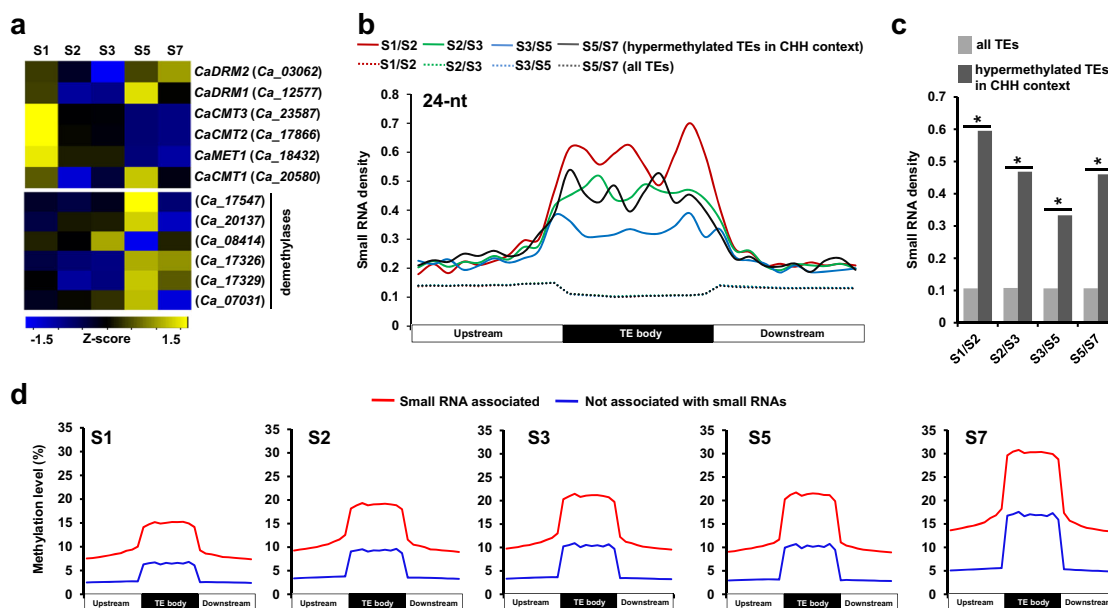 a
S1 S2 S3 S5 S7
CaDRM2 (Ca_03062)
CaDRM1 (Ca_12577)
CaCMT3 (Ca_23587)
CaCMT2 (Ca_17866)
CaMET1 (Ca_18432)
CaCMT1 (Ca_20580)
(Ca_17547)
(Ca_20137)
(Ca_08414)
(Ca_17326)
(Ca_17329)
(Ca_07031)
demethylases
-1.5 Z-score 1.5
b
S1/S2 S2/S3 S3/S5 S5/S7 (hypermethylated TEs in CHH context)
S1/S2 S2/S3 S3/S5 S5/S7 (all TEs)
24-nt
Small RNA density
0.8
0.7
0.6
0.5
0.4
0.3
0.2
0.1
0
Upstream TE body Downstream
c
all TEs
hypermethylated TEs
in CHH context
Small RNA density
0.7
0.6
0.5
0.4
0.3
0.2
0.1
0
* * * *
S1/S2 S2/S3 S3/S5 S5/S7
d
Small RNA associated Not associated with small RNAs
Methylation level (%)
S1
35
30
25
20
15
10
5
0
Upstream TE body Downstream
S2
35
30
25
20
15
10
5
0
Upstream TE body Downstream
S3
35
30
25
20
15
10
5
0
Upstream TE body Downstream
S5
35
30
25
20
15
10
5
0
Upstream TE body Downstream
S7
35
30
25
20
15
10
5
0
Upstream TE body Downstream